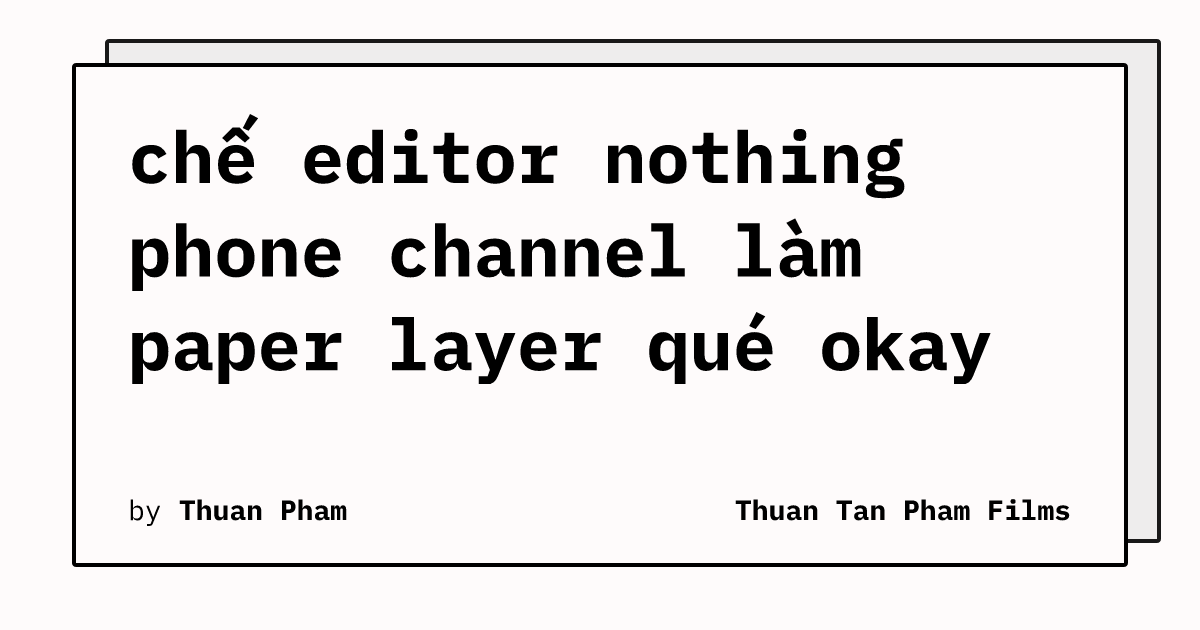 chế editor nothing
phone channel làm
paper layer qué okay
by Thuan Pham
Thuan Tan Pham Films